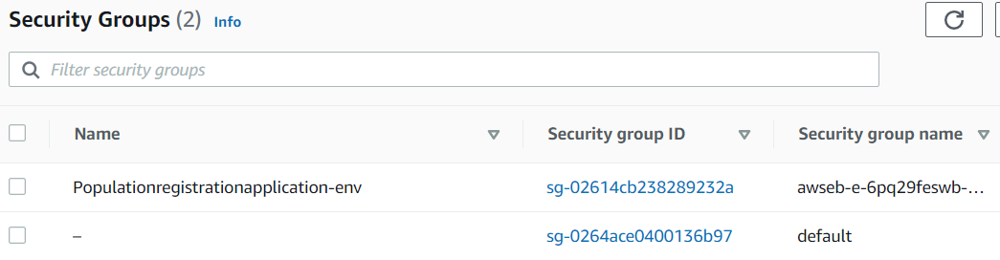 Security Groups (2) Info
Filter security groups
Name Security group ID Security group name
Populationregistrationapplication-env sg-02614cb238289232a awseb-e-6pq29feswb-...
– sg-0264ace0400136b97 default